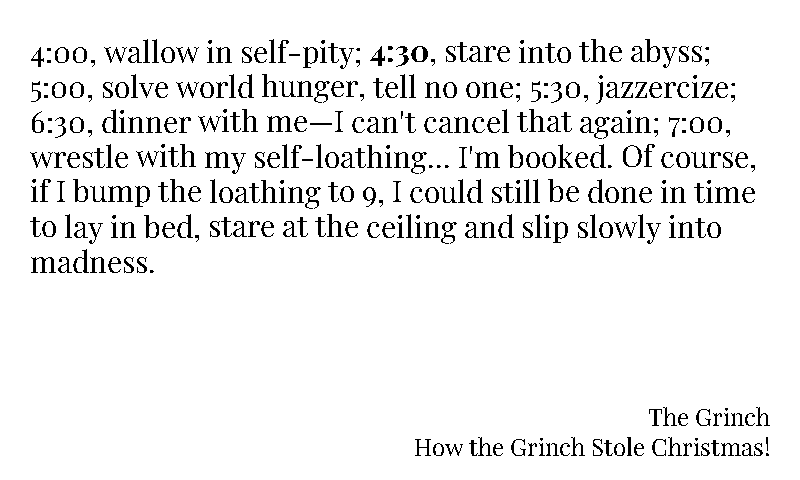 4:00, wallow in self-pity; 4:30, stare into the abyss;
5:00, solve world hunger, tell no one; 5:30, jazzercize;
6:30, dinner with me—I can't cancel that again; 7:00,
wrestle with my self-loathing... I'm booked. Of course,
if I bump the loathing to 9, I could still be done in time
to lay in bed, stare at the ceiling and slip slowly into
madness.
The Grinch
How the Grinch Stole Christmas!